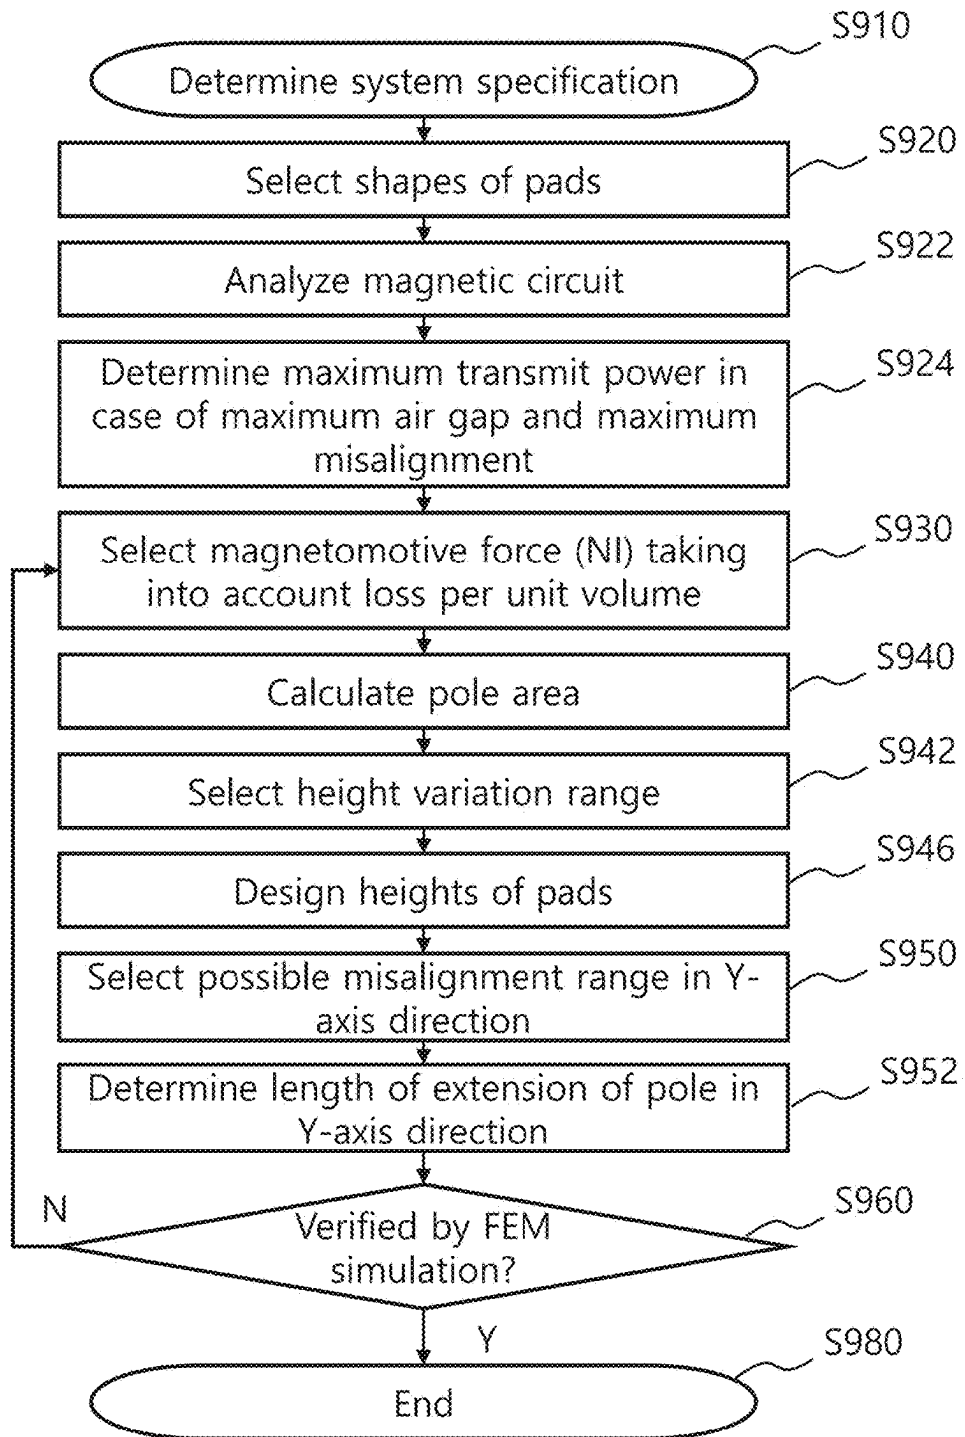 S910
Determine system specification
S920
Select shapes of pads
S922
Analyze magnetic circuit
S924
Determine maximum transmit power in
case of maximum air gap and maximum
misalignment
S930
Select magnetomotive force (NI) taking
into account loss per unit volume
S940
Calculate pole area
S942
Select height variation range
S946
Design heights of pads
S950
Select possible misalignment range in Y-
axis direction
S952
Determine length of extension of pole in
Y-axis direction
S960
N
Verified by FEM
simulation?
Y
S980
End